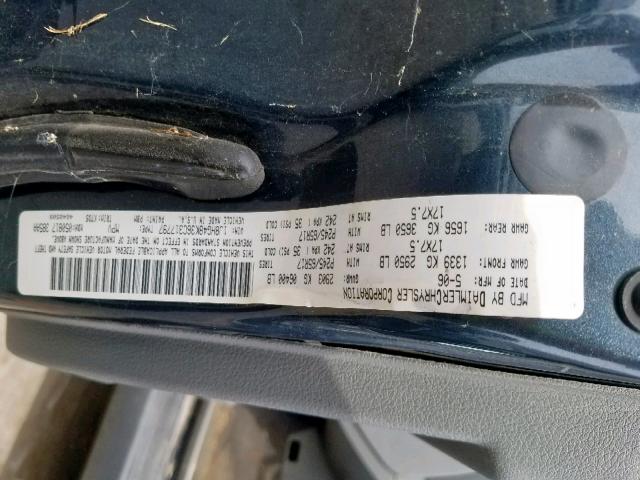 MFD BY DAIMLERCHRYSLER CORPORATION
DATE OF MFR: 5-06 GVWR: 2903 KG 06400 LB
GAWR FRONT: 1339 KG 2950 LB
WITH P245/65R17 TIRES
RIMS AT 242 KPA ( 35 PSI) COLD
17X7.5
GAWR REAR: 1656 KG 3650 LB
WITH P245/65R17 TIRES
RIMS AT 242 KPA ( 35 PSI) COLD
17X7.5
THIS VEHICLE CONFORMS TO ALL APPLICABLE FEDERAL MOTOR VEHICLE SAFETY AND THEFT
PREVENTION STANDARDS IN EFFECT ON THE DATE OF MANUFACTURE SHOWN ABOVE.
TYPE: MPV
VEHICLE MADE IN U.S.A.